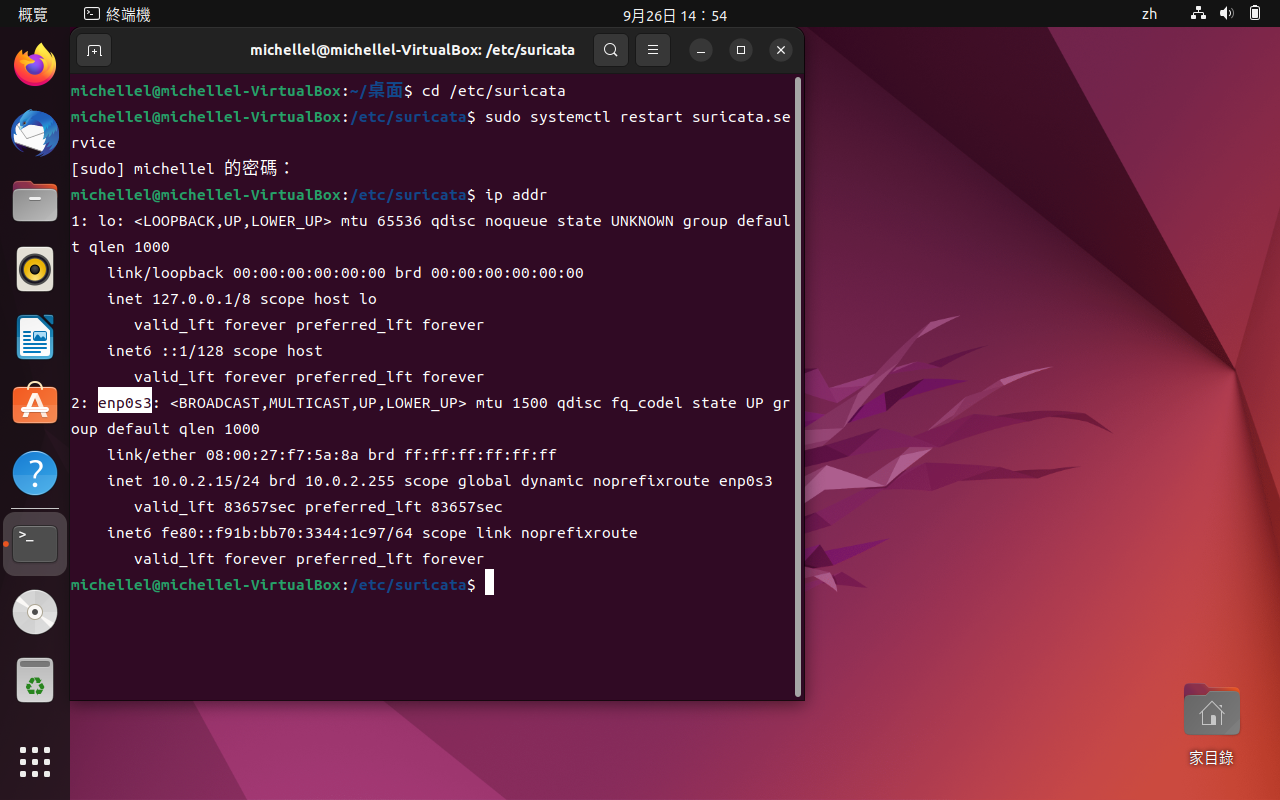 概覽
終端機
9月26日 14：54
zh
michellel@michellel-VirtualBox: /etc/suricata
michellel@michellel-VirtualBox:~/桌面$ cd /etc/suricata
michellel@michellel-VirtualBox:/etc/suricata$ sudo systemctl restart suricata.se
rvice
[sudo] michellel 的密碼：
michellel@michellel-VirtualBox:/etc/suricata$ ip addr
1: lo: <LOOPBACK,UP,LOWER_UP> mtu 65536 qdisc noqueue state UNKNOWN group defaul
t qlen 1000
    link/loopback 00:00:00:00:00:00 brd 00:00:00:00:00:00
    inet 127.0.0.1/8 scope host lo
       valid_lft forever preferred_lft forever
    inet6 ::1/128 scope host
       valid_lft forever preferred_lft forever
2: enp0s3: <BROADCAST,MULTICAST,UP,LOWER_UP> mtu 1500 qdisc fq_codel state UP gr
oup default qlen 1000
    link/ether 08:00:27:f7:5a:8a brd ff:ff:ff:ff:ff:ff
    inet 10.0.2.15/24 brd 10.0.2.255 scope global dynamic noprefixroute enp0s3
       valid_lft 83657sec preferred_lft 83657sec
    inet6 fe80::f91b:bb70:3344:1c97/64 scope link noprefixroute
       valid_lft forever preferred_lft forever
michellel@michellel-VirtualBox:/etc/suricata$
家目錄